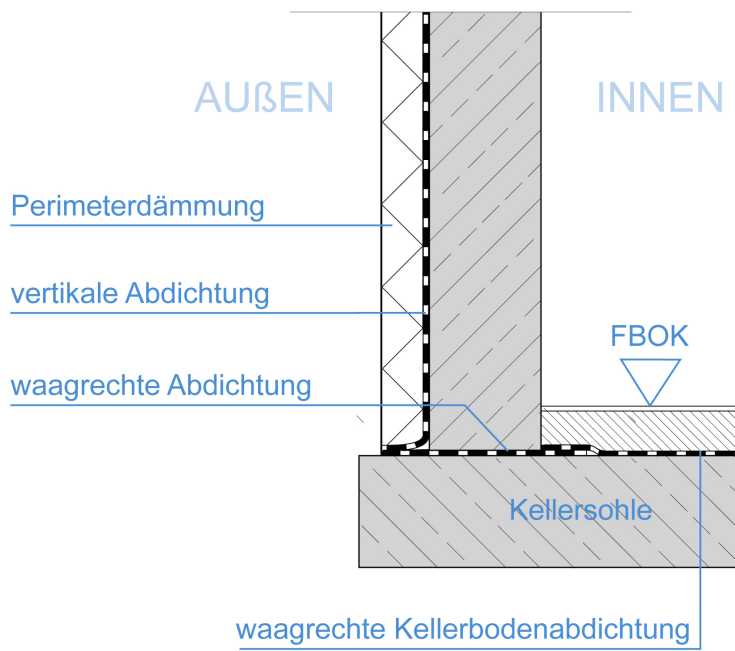 AUßEN
INNEN
Perimeterdämmung
vertikale Abdichtung
FBOK
waagrechte Abdichtung
Kellersohle
waagrechte Kellerbodenabdichtung